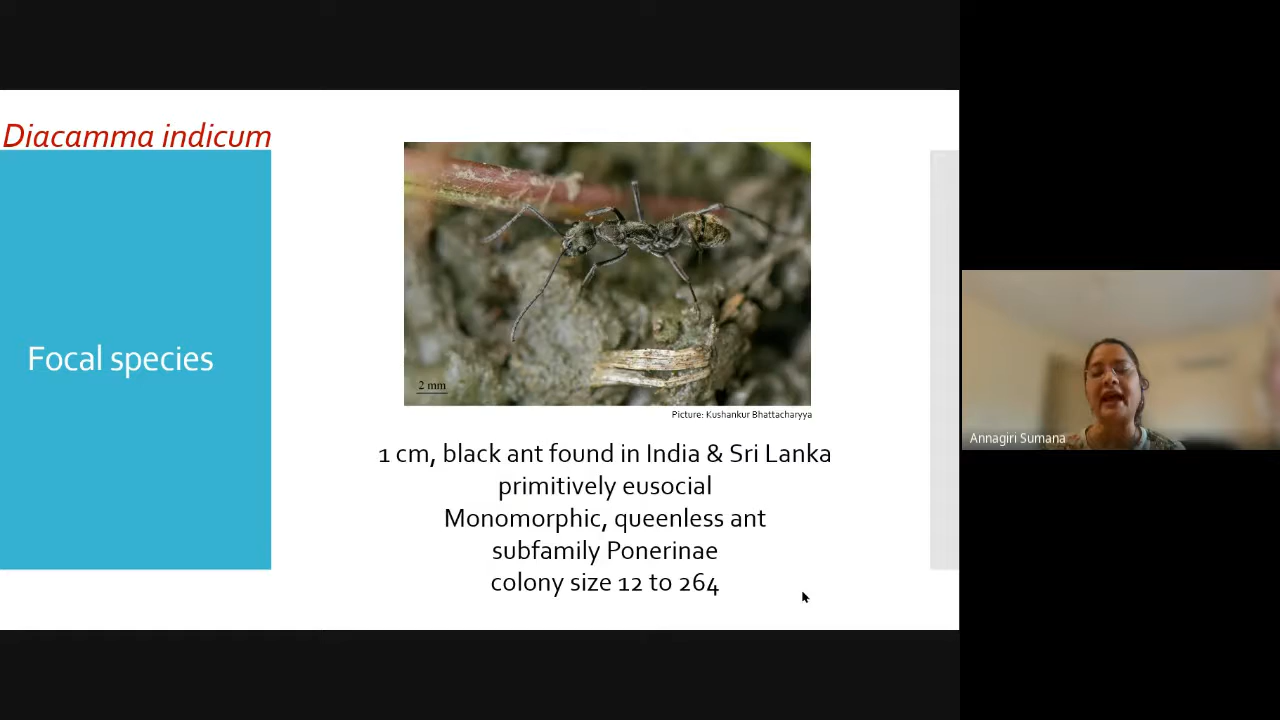 Diacamma indicum
Focal species
2 mm
Picture: Kushankur Bhattacharyya
1 cm, black ant found in India & Sri Lanka
primitively eusocial
Monomorphic, queenless ant
subfamily Ponerinae
colony size 12 to 264
Annagiri Sumana